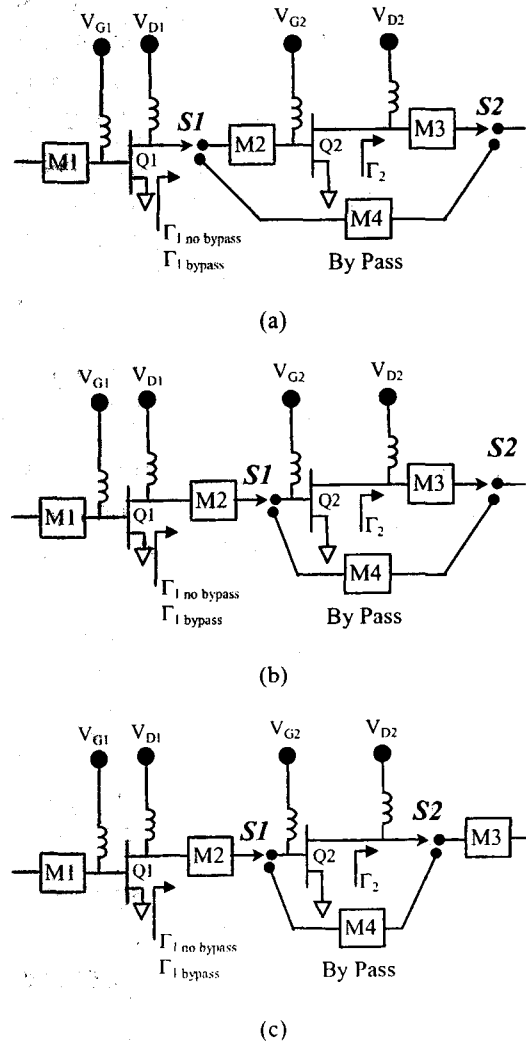 V_G1 V_D1 V_G2 V_D2
S1 S2
M1 Q1 M2 Q2 M3
Γ_2
Γ_1 no bypass M4
Γ_1 bypass By Pass
(a)
V_G1 V_D1 V_G2 V_D2
S1 S2
M1 Q1 M2 Q2 M3
Γ_2
Γ_1 no bypass M4
Γ_1 bypass By Pass
(b)
V_G1 V_D1 V_G2 V_D2
S1 S2
M1 Q1 M2 Q2 M3
Γ_2
Γ_1 no bypass M4
Γ_1 bypass By Pass
(c)